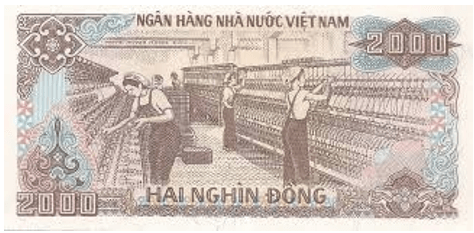 NGÂN HÀNG NHÀ NƯỚC VIỆT NAM
2000
2000
HAI NGHÌN ĐỒNG